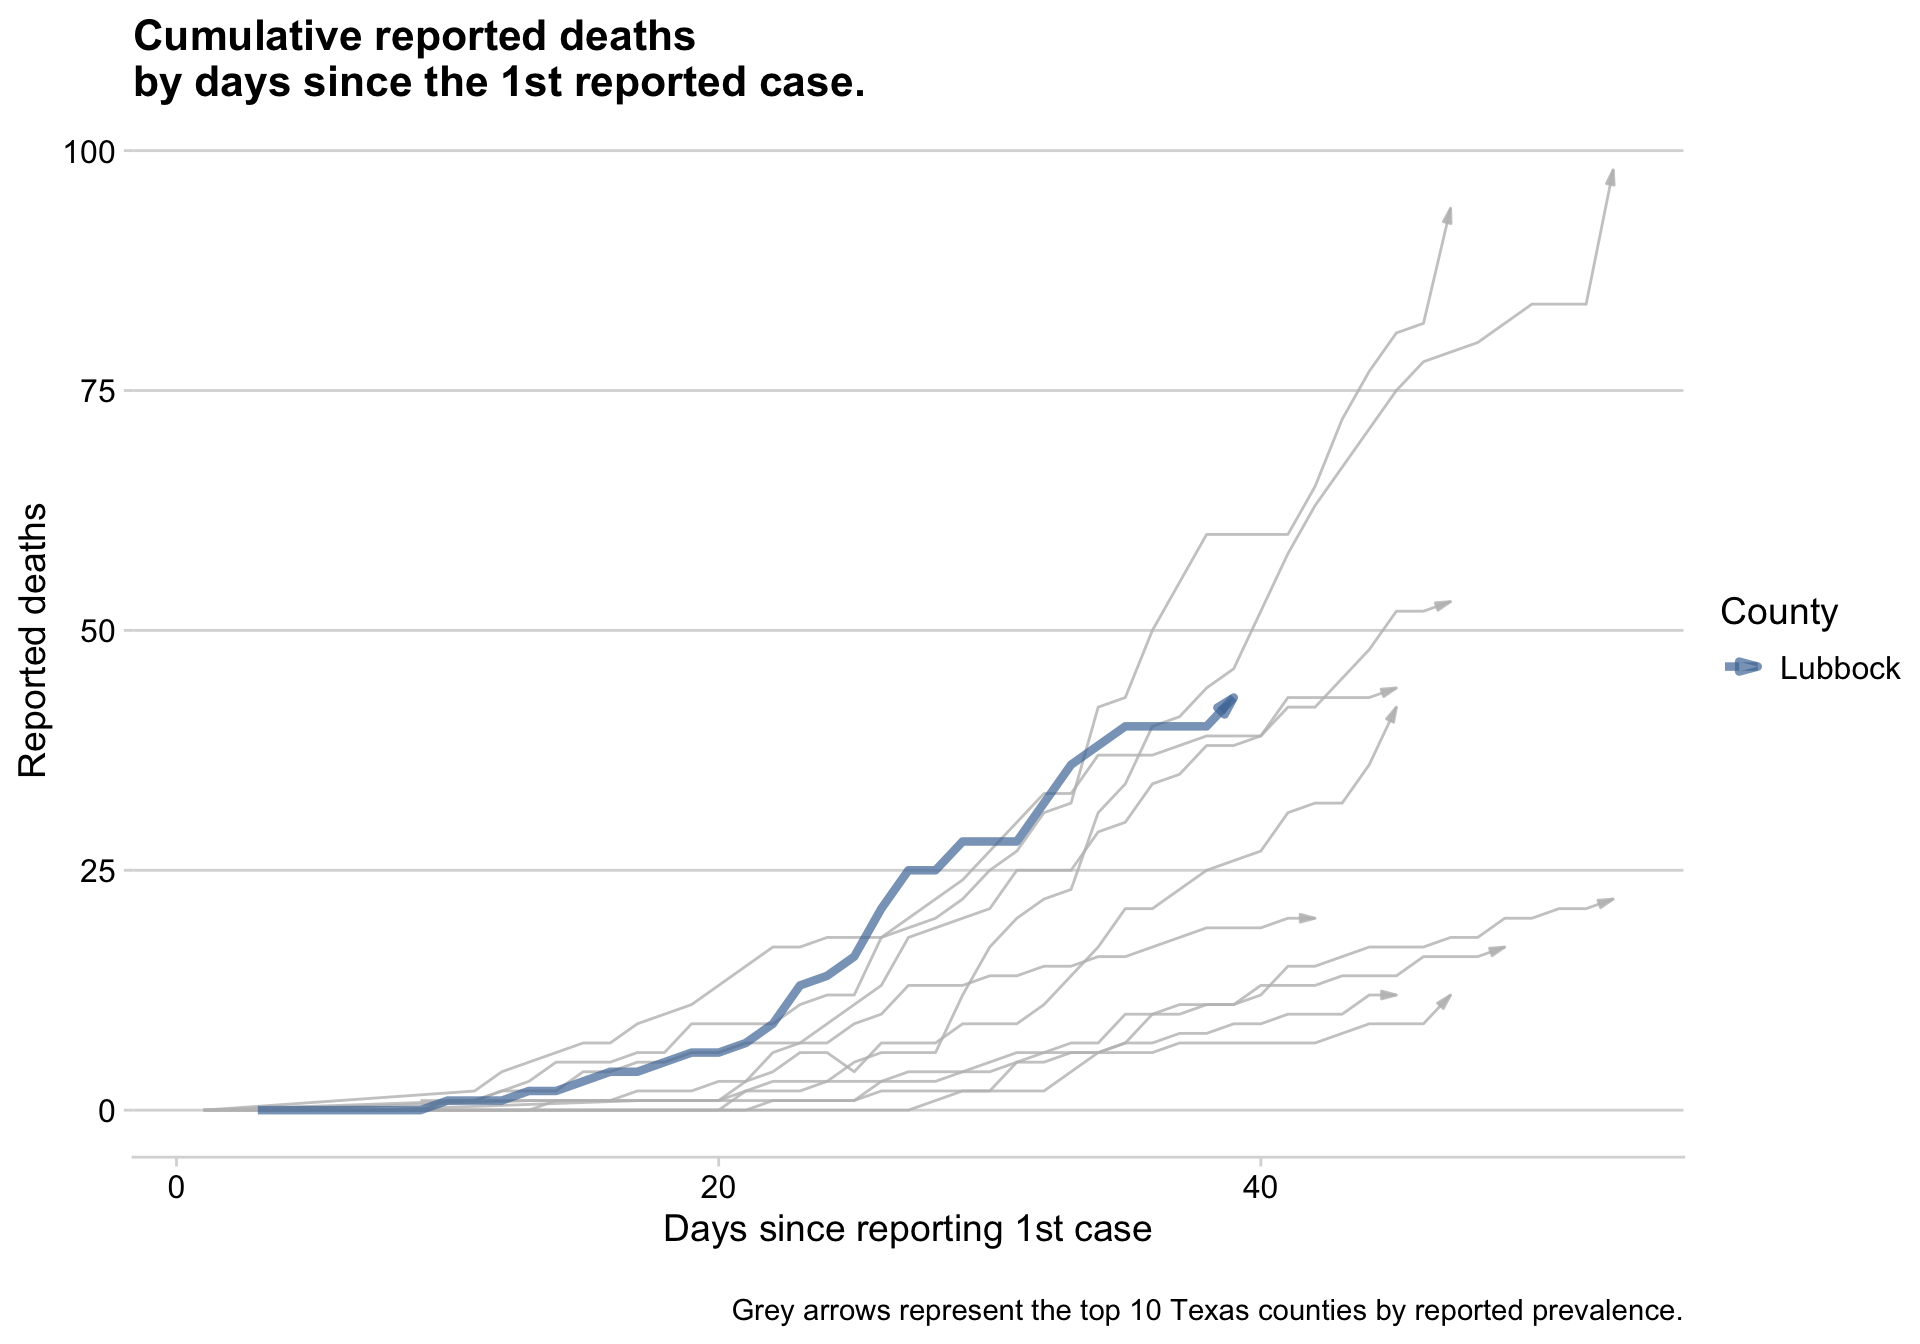 Cumulative reported deaths
by days since the 1st reported case.
100
75
50
25
0
Reported deaths
0 20 40
Days since reporting 1st case
County
Lubbock
Grey arrows represent the top 10 Texas counties by reported prevalence.